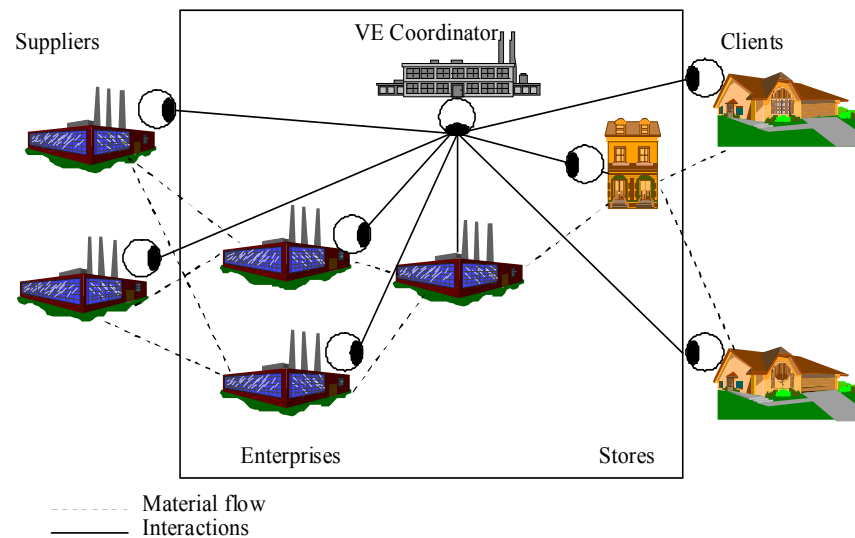 VE Coordinator
Suppliers
Clients
Enterprises
Stores
Material flow
Interactions